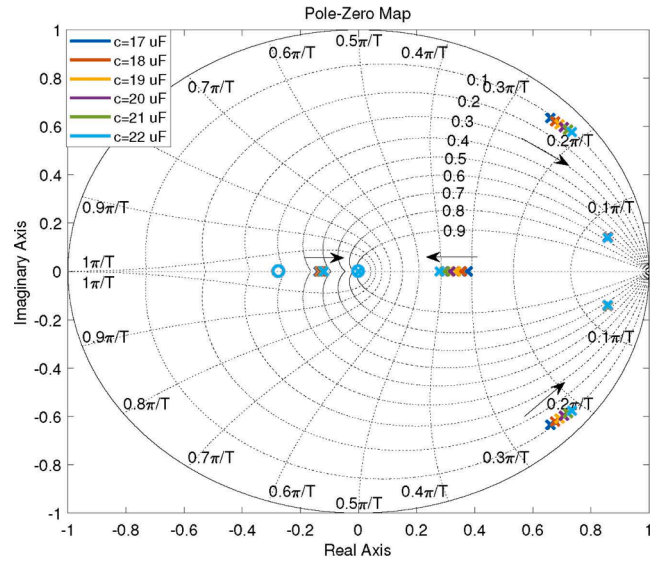 Pole-Zero Map
c=17 uF
c=18 uF
c=19 uF
c=20 uF
c=21 uF
c=22 uF
0.5π/T
0.6π/T
0.4π/T
0.7π/T
0.3π/T
0.2π/T
0.9π/T
0.1π/T
1π/T
1π/T
0.9π/T
0.1π/T
0.8π/T
0.2π/T
0.7π/T
0.3π/T
0.6π/T
0.4π/T
0.5π/T
0.1
0.2
0.3
0.4
0.5
0.6
0.7
0.8
0.9
1
0.8
0.6
0.4
0.2
0
-0.2
-0.4
-0.6
-0.8
-1
Imaginary Axis
-1
-0.8
-0.6
-0.4
-0.2
0
0.2
0.4
0.6
0.8
1
Real Axis